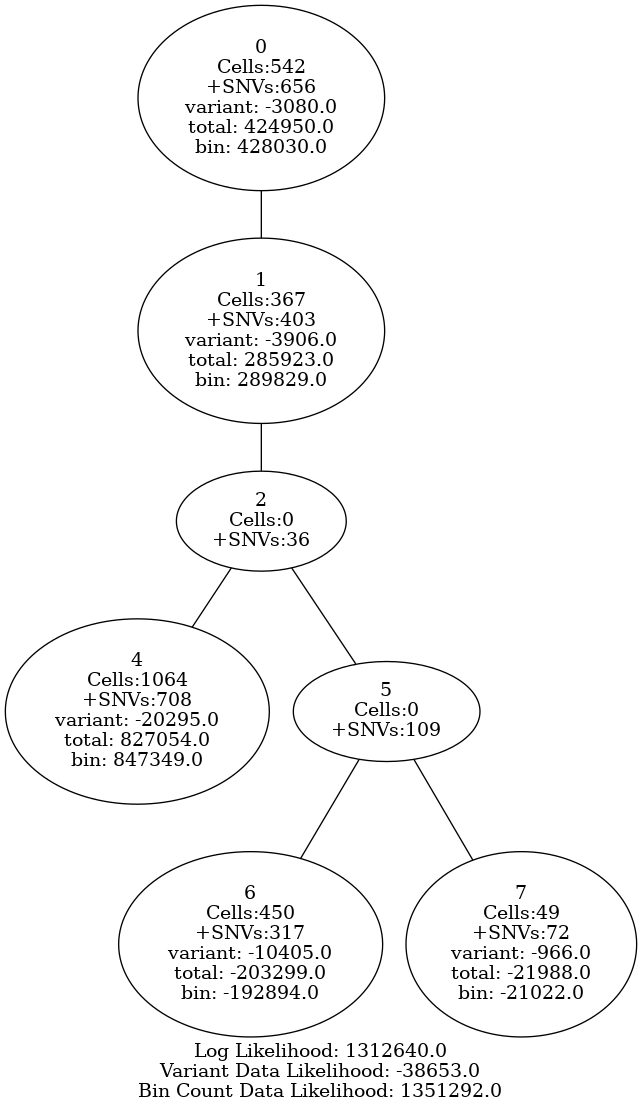 0
Cells:542
+SNVs:656
variant: -3080.0
total: 424950.0
bin: 428030.0
1
Cells:367
+SNVs:403
variant: -3906.0
total: 285923.0
bin: 289829.0
2
Cells:0
+SNVs:36
4
Cells:1064
+SNVs:708
variant: -20295.0
total: 827054.0
bin: 847349.0
5
Cells:0
+SNVs:109
6
Cells:450
+SNVs:317
variant: -10405.0
total: -203299.0
bin: -192894.0
7
Cells:49
+SNVs:72
variant: -966.0
total: -21988.0
bin: -21022.0
Log Likelihood: 1312640.0
Variant Data Likelihood: -38653.0
Bin Count Data Likelihood: 1351292.0